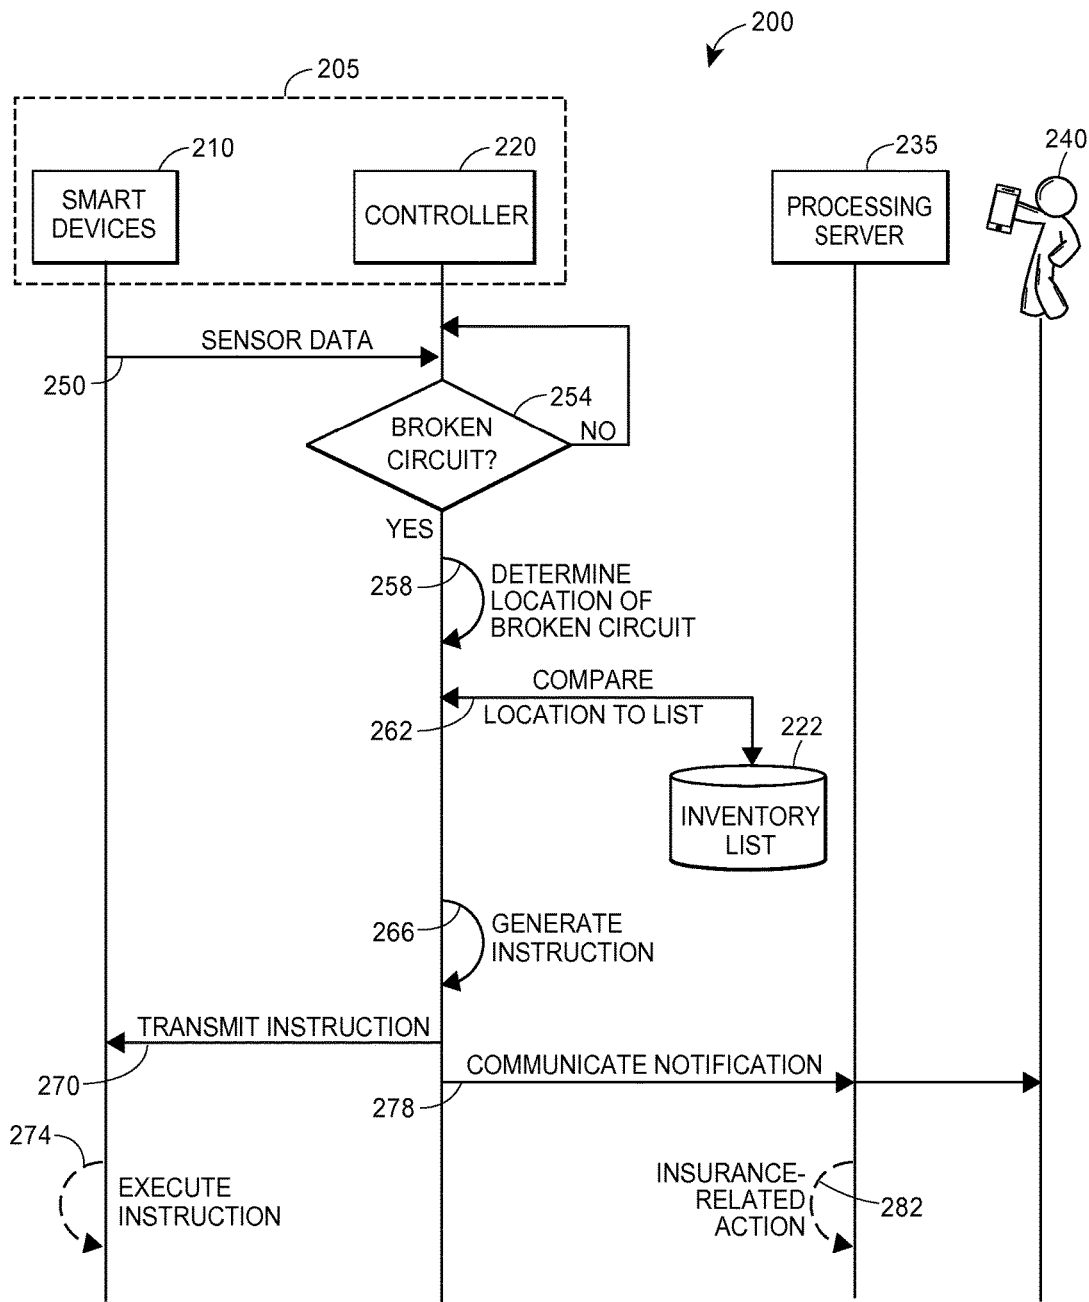 200
205
210
220
235
240
SMART
DEVICES
CONTROLLER
PROCESSING
SERVER
SENSOR DATA
250
254
BROKEN
CIRCUIT?
NO
YES
258
DETERMINE
LOCATION OF
BROKEN CIRCUIT
COMPARE
LOCATION TO LIST
262
222
INVENTORY
LIST
266
GENERATE
INSTRUCTION
TRANSMIT INSTRUCTION
270
COMMUNICATE NOTIFICATION
278
274
EXECUTE
INSTRUCTION
INSURANCE-
RELATED
ACTION
282